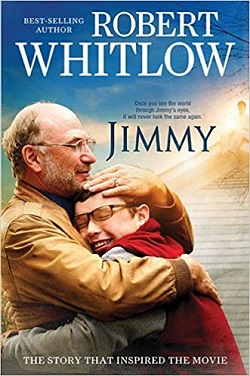 BEST-SELLING
AUTHOR
ROBERT
WHITLOW
Once you see the world
through Jimmy's eyes,
it will never look the same again.
JIMMY
THE STORY THAT INSPIRED THE MOVIE